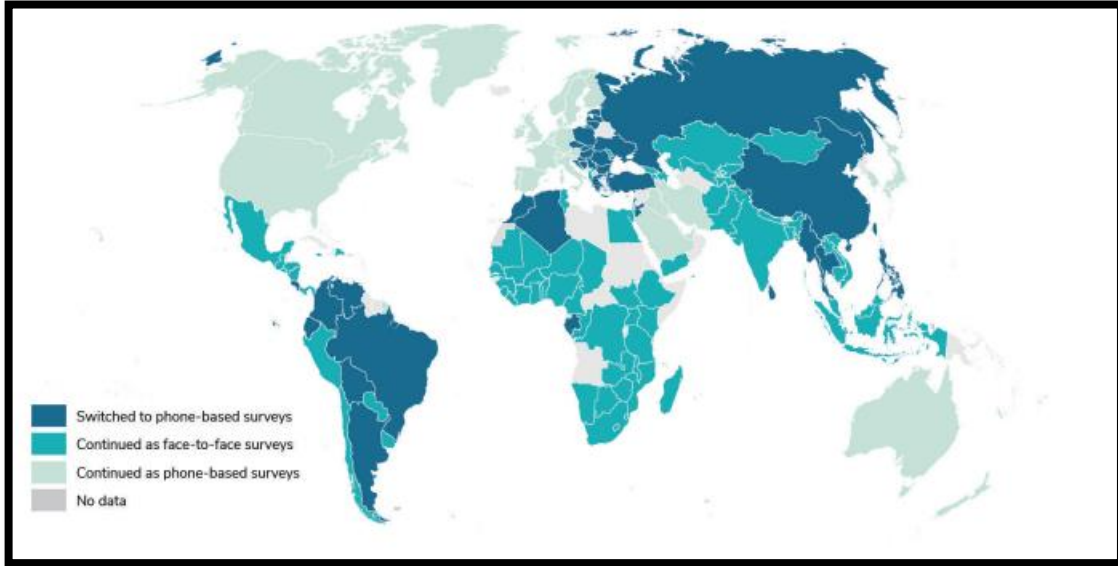 Switched to phone-based surveys
Continued as face-to-face surveys
Continued as phone-based surveys
No data